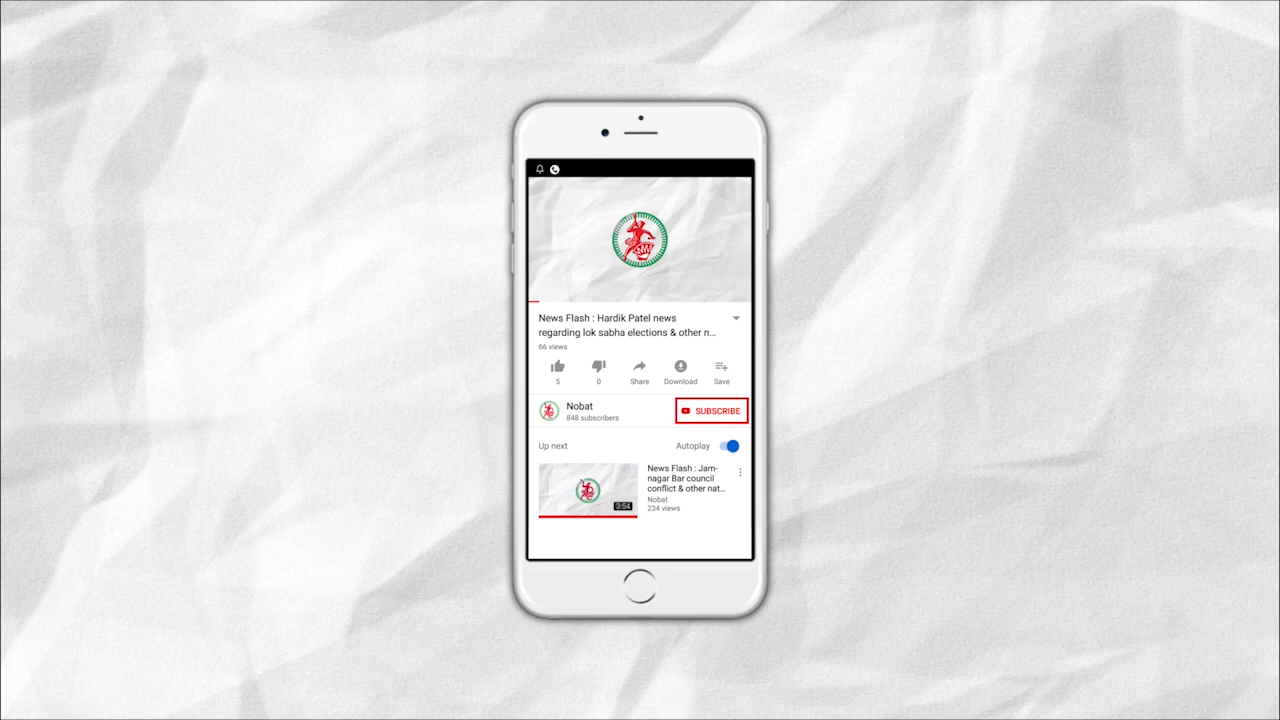 News Flash : Hardik Patel news
regarding lok sabha elections & other n...
66 views
5
0
Share
Download
Save
Nobat
848 subscribers
SUBSCRIBE
Up next
Autoplay
3:54
News Flash : Jam-
nagar Bar council
conflict & other nat...
Nobat
234 views